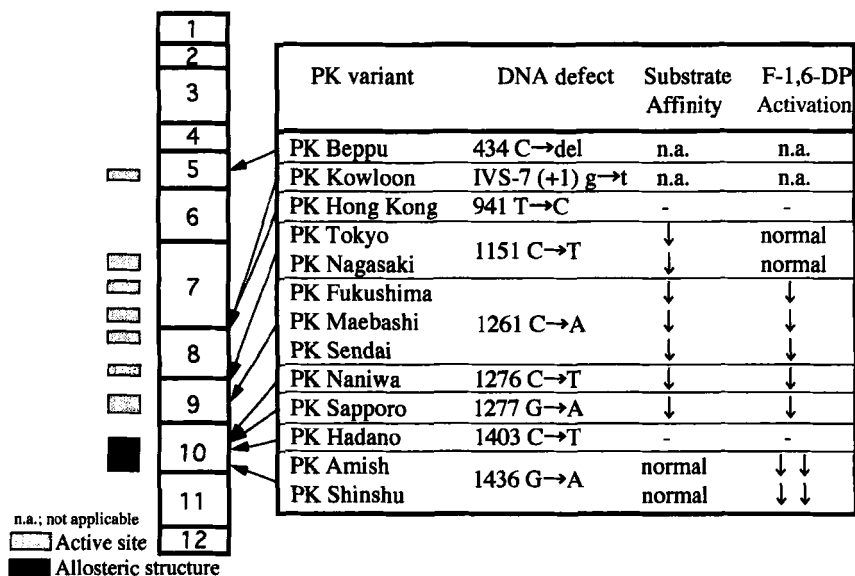 1
2
3
4
5
6
7
8
9
10
11
12
PK variant DNA defect Substrate Affinity F-1,6-DP Activation
PK Beppu 434 C→del n.a. n.a.
PK Kowloon IVS-7 (+1) g→t n.a. n.a.
PK Hong Kong 941 T→C - -
PK Tokyo 1151 C→T ↓ normal
PK Nagasaki ↓ normal
PK Fukushima 1261 C→A ↓ ↓
PK Maebashi ↓ ↓
PK Sendai ↓ ↓
PK Naniwa 1276 C→T ↓ ↓
PK Sapporo 1277 G→A ↓ ↓
PK Hadano 1403 C→T - -
PK Amish 1436 G→A normal ↓ ↓
PK Shinshu normal ↓ ↓
n.a.; not applicable
Active site
Allosteric structure